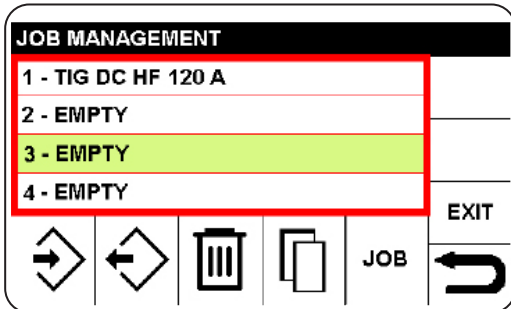 JOB MANAGEMENT
1 - TIG DC HF 120 A
2 - EMPTY
3 - EMPTY
4 - EMPTY
EXIT
JOB